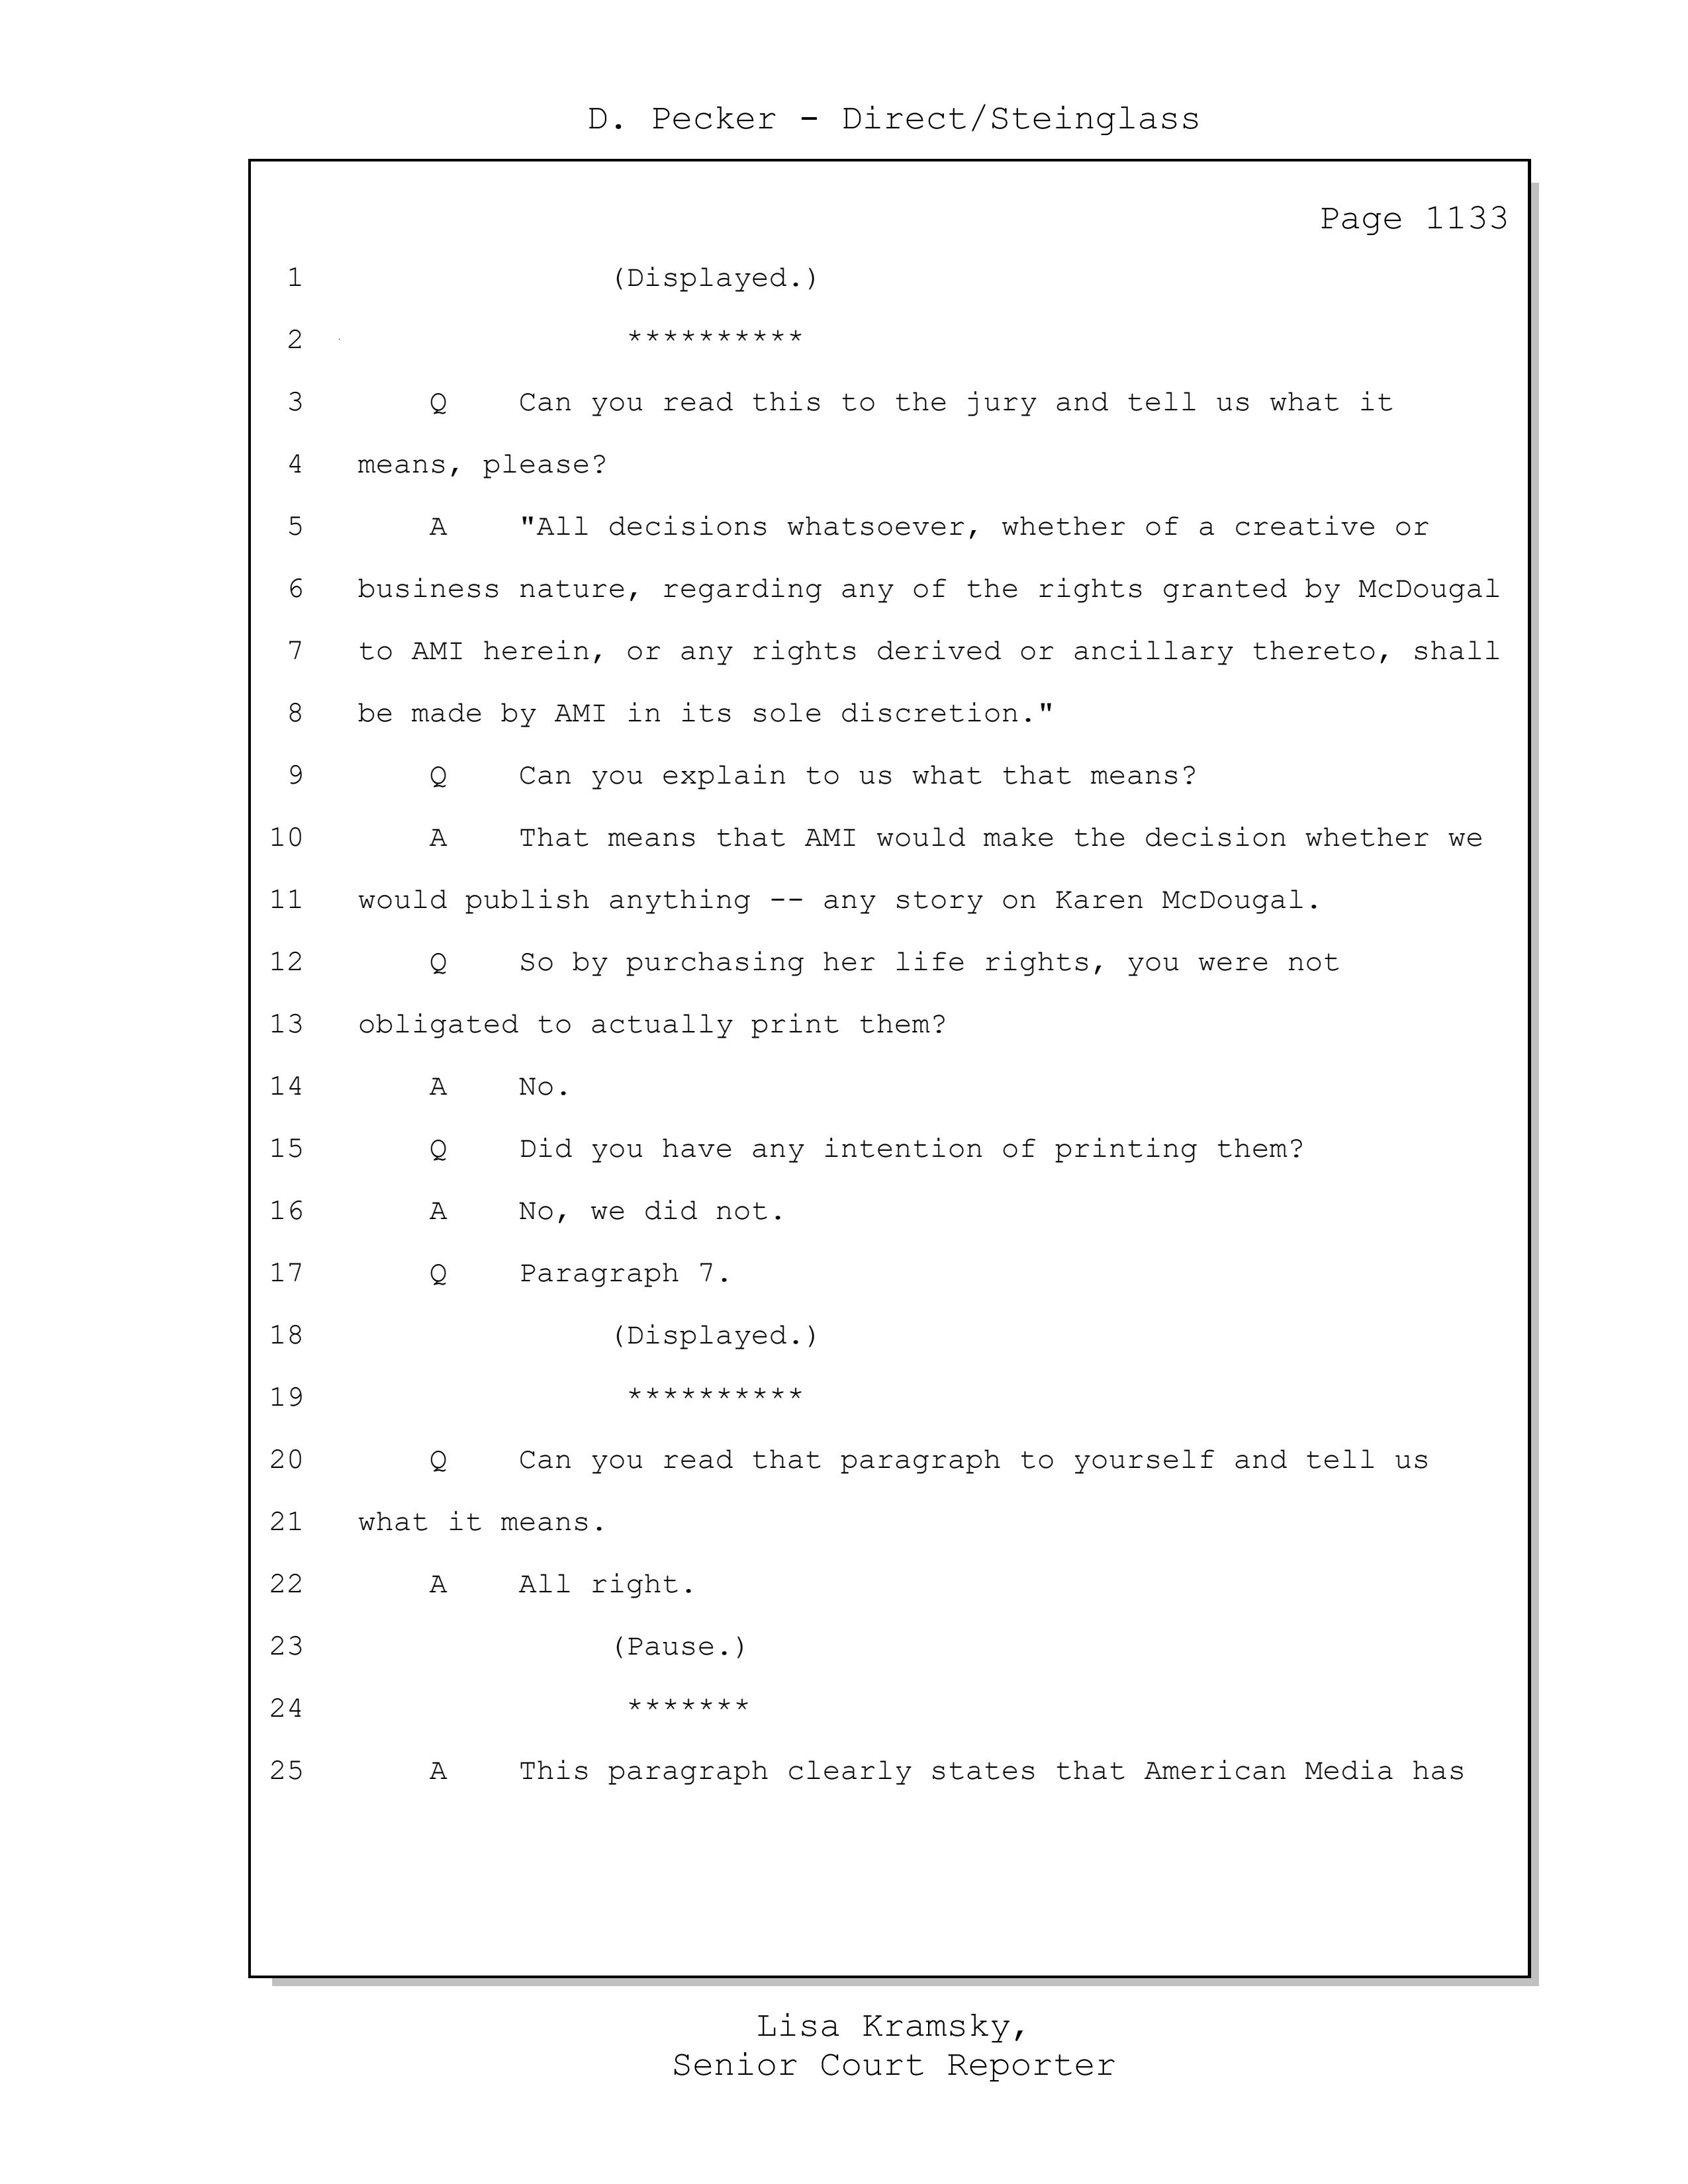 D. Pecker - Direct/Steinglass
Page 1133
1 (Displayed.)
2 **********
3 Q Can you read this to the jury and tell us what it
4 means, please?
5 A "All decisions whatsoever, whether of a creative or
6 business nature, regarding any of the rights granted by McDougal
7 to AMI herein, or any rights derived or ancillary thereto, shall
8 be made by AMI in its sole discretion."
9 Q Can you explain to us what that means?
10 A That means that AMI would make the decision whether we
11 would publish anything -- any story on Karen McDougal.
12 Q So by purchasing her life rights, you were not
13 obligated to actually print them?
14 A No.
15 Q Did you have any intention of printing them?
16 A No, we did not.
17 Q Paragraph 7.
18 (Displayed.)
19 **********
20 Q Can you read that paragraph to yourself and tell us
21 what it means.
22 A All right.
23 (Pause.)
24 *******
25 A This paragraph clearly states that American Media has
Lisa Kramsky,
Senior Court Reporter